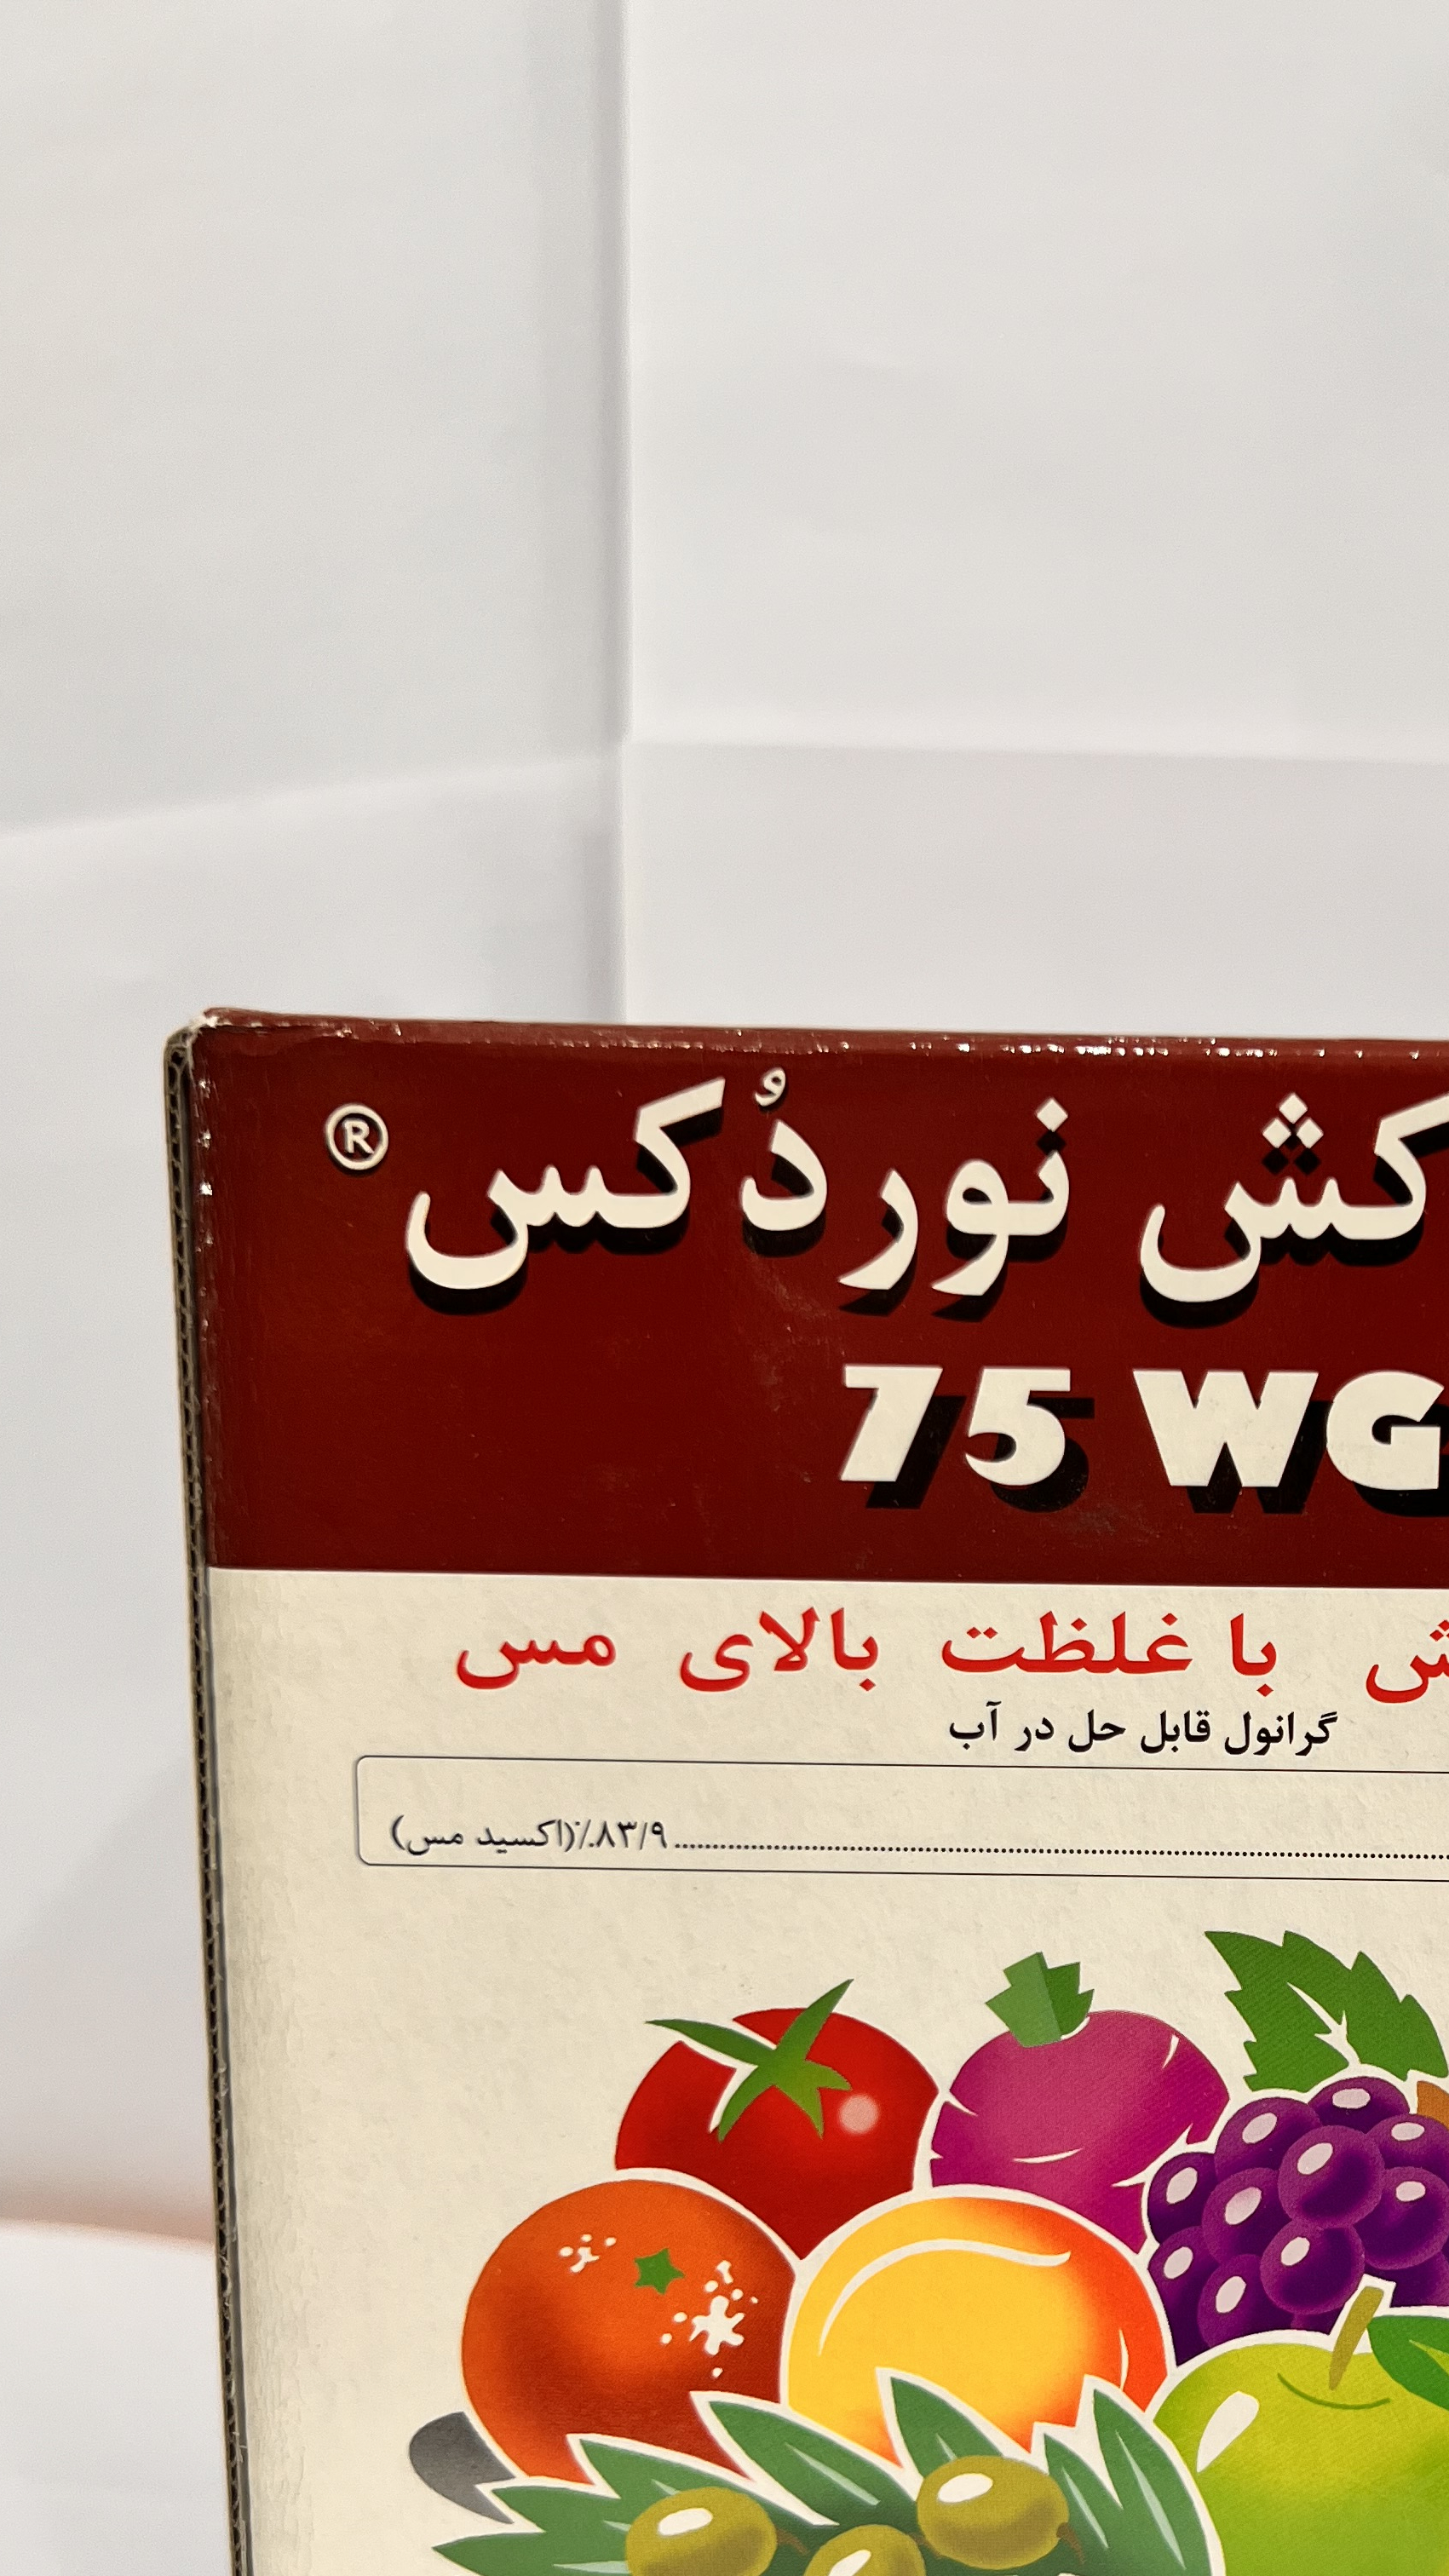 کش نوردُکس ®
75 WG
با غلظت بالای مس
گرانول قابل حل در آب
۸۳/۹٪(اکسید مس)